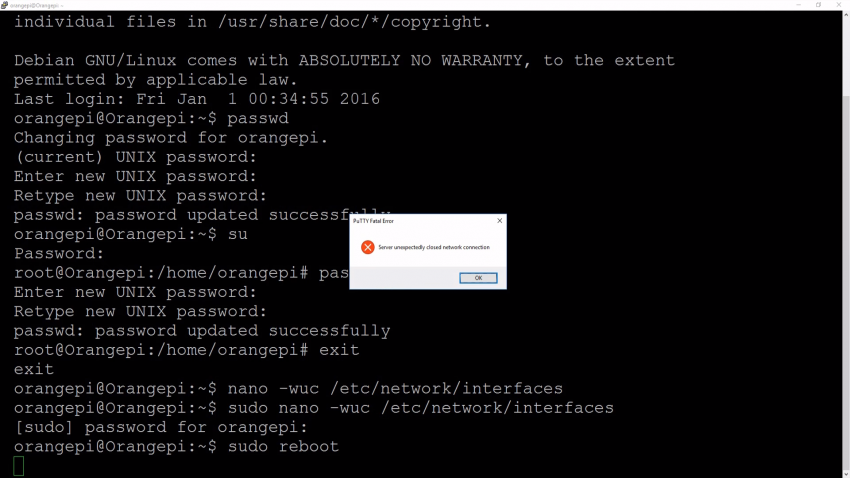 orangepi@Orangepi: ~
individual files in /usr/share/doc/*/copyright.
Debian GNU/Linux comes with ABSOLUTELY NO WARRANTY, to the extent
permitted by applicable law.
Last login: Fri Jan  1 00:34:55 2016
orangepi@Orangepi:~$ passwd
Changing password for orangepi.
(current) UNIX password:
Enter new UNIX password:
Retype new UNIX password:
passwd: password updated successfully
orangepi@Orangepi:~$ su
Password:
root@Orangepi:/home/orangepi# pas
Enter new UNIX password:
Retype new UNIX password:
passwd: password updated successfully
root@Orangepi:/home/orangepi# exit
exit
orangepi@Orangepi:~$ nano -wuc /etc/network/interfaces
orangepi@Orangepi:~$ sudo nano -wuc /etc/network/interfaces
[sudo] password for orangepi:
orangepi@Orangepi:~$ sudo reboot
PuTTY Fatal Error
Server unexpectedly closed network connection
OK